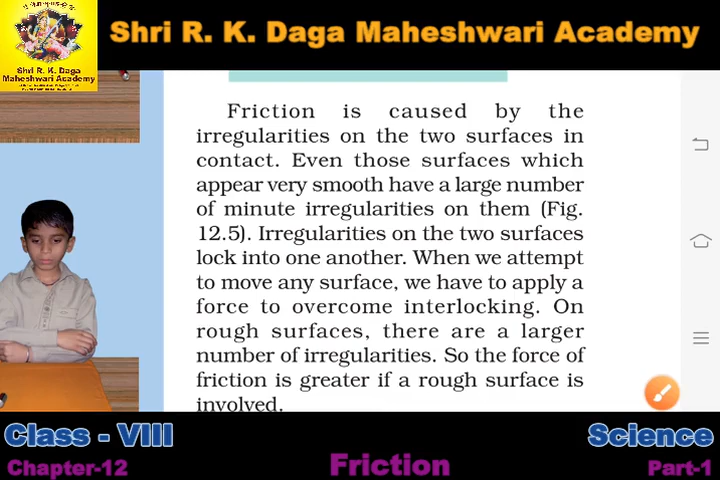 Shri R. K. Daga Maheshwari Academy
Shri R. K. Daga
Maheshwari Academy
Friction is caused by the
irregularities on the two surfaces in
contact. Even those surfaces which
appear very smooth have a large number
of minute irregularities on them (Fig.
12.5). Irregularities on the two surfaces
lock into one another. When we attempt
to move any surface, we have to apply a
force to overcome interlocking. On
rough surfaces, there are a larger
number of irregularities. So the force of
friction is greater if a rough surface is
involved.
Class - VIII
Science
Chapter-12
Friction
Part-1